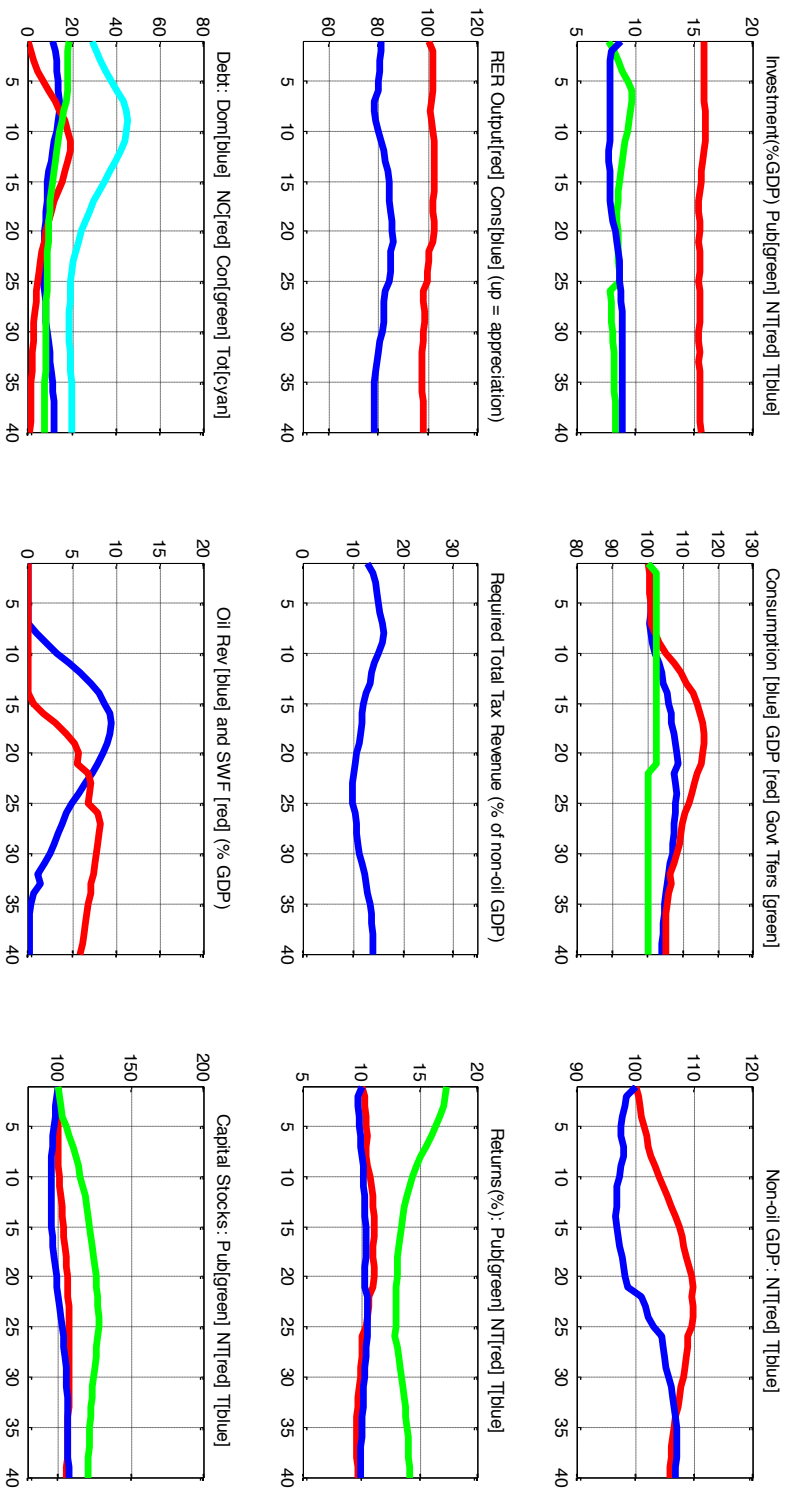 Investment(%GDP) Pub[green] NT[red] T[blue]
20
15
10
5
5 10 15 20 25 30 35 40
Consumption [blue] GDP [red] Govt Tfers [green]
130
120
110
100
90
80
5 10 15 20 25 30 35 40
Non-oil GDP: NT[red] T[blue]
120
110
100
90
5 10 15 20 25 30 35 40
RER Output[red] Cons[blue] (up = appreciation)
120
100
80
60
5 10 15 20 25 30 35 40
Required Total Tax Revenue (% of non-oil GDP)
30
20
10
0
5 10 15 20 25 30 35 40
Returns(%): Pub[green] NT[red] T[blue]
20
15
10
5
5 10 15 20 25 30 35 40
Debt: Dom[blue] NC[red] Con[green] Tot[cyan]
80
60
40
20
0
5 10 15 20 25 30 35 40
Oil Rev [blue] and SWF [red] (% GDP)
20
15
10
5
0
5 10 15 20 25 30 35 40
Capital Stocks: Pub[green] NT[red] T[blue]
200
150
100
5 10 15 20 25 30 35 40